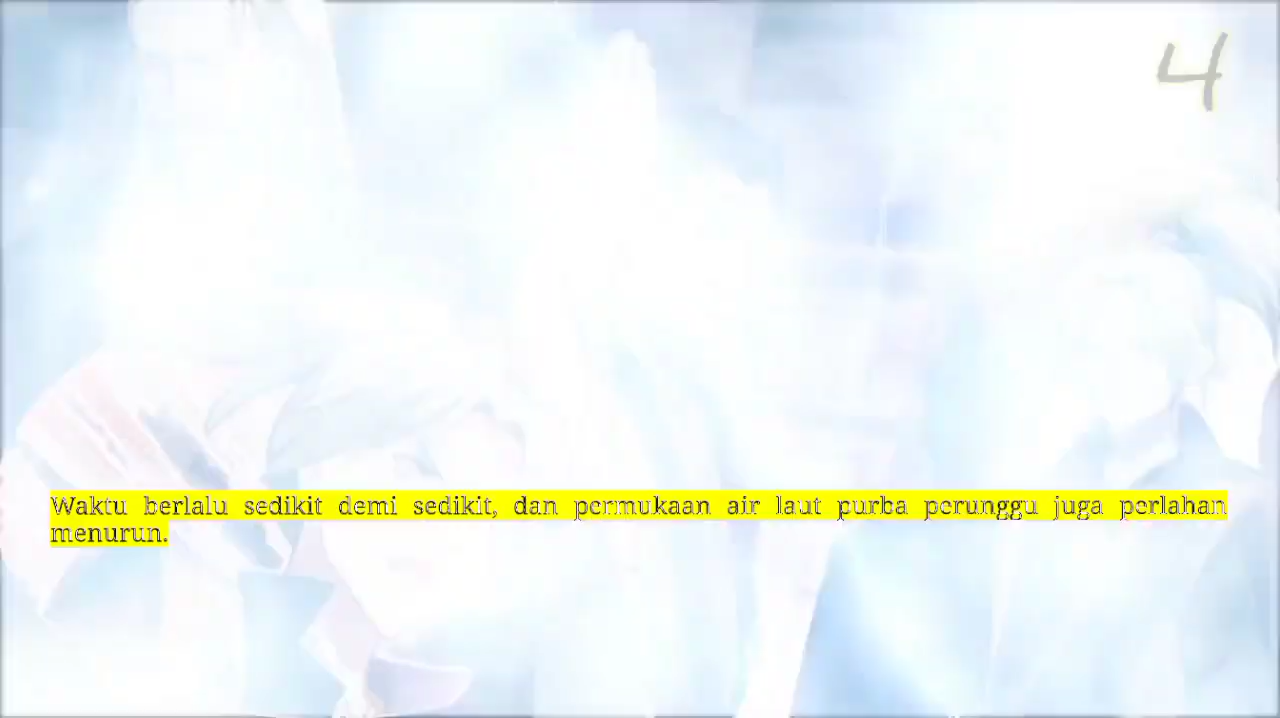 4
Waktu berlalu sedikit demi sedikit, dan permukaan air laut purba perunggu juga perlahan
menurun.